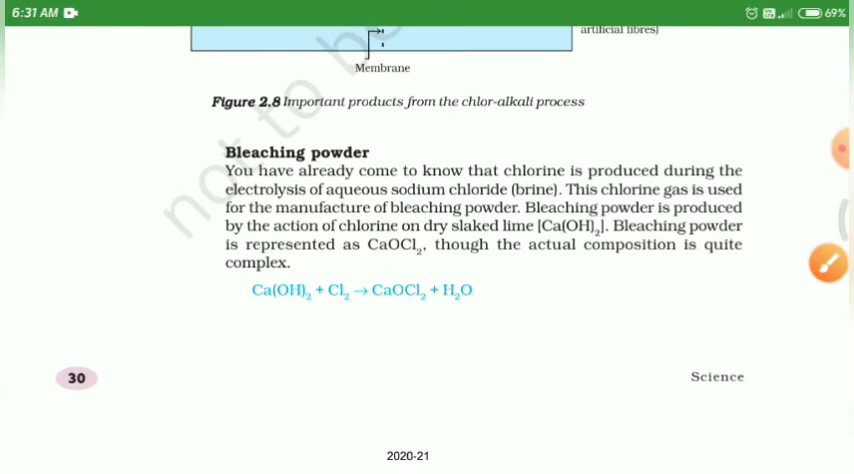 6:31 AM
69%
artificial fibres)
Membrane
Figure 2.8 Important products from the chlor-alkali process
Bleaching powder
You have already come to know that chlorine is produced during the
electrolysis of aqueous sodium chloride (brine). This chlorine gas is used
for the manufacture of bleaching powder. Bleaching powder is produced
by the action of chlorine on dry slaked lime [Ca(OH)₂]. Bleaching powder
is represented as CaOCl₂, though the actual composition is quite
complex.
Ca(OH)₂ + Cl₂ → CaOCl₂ + H₂O
not to b
30
Science
2020-21